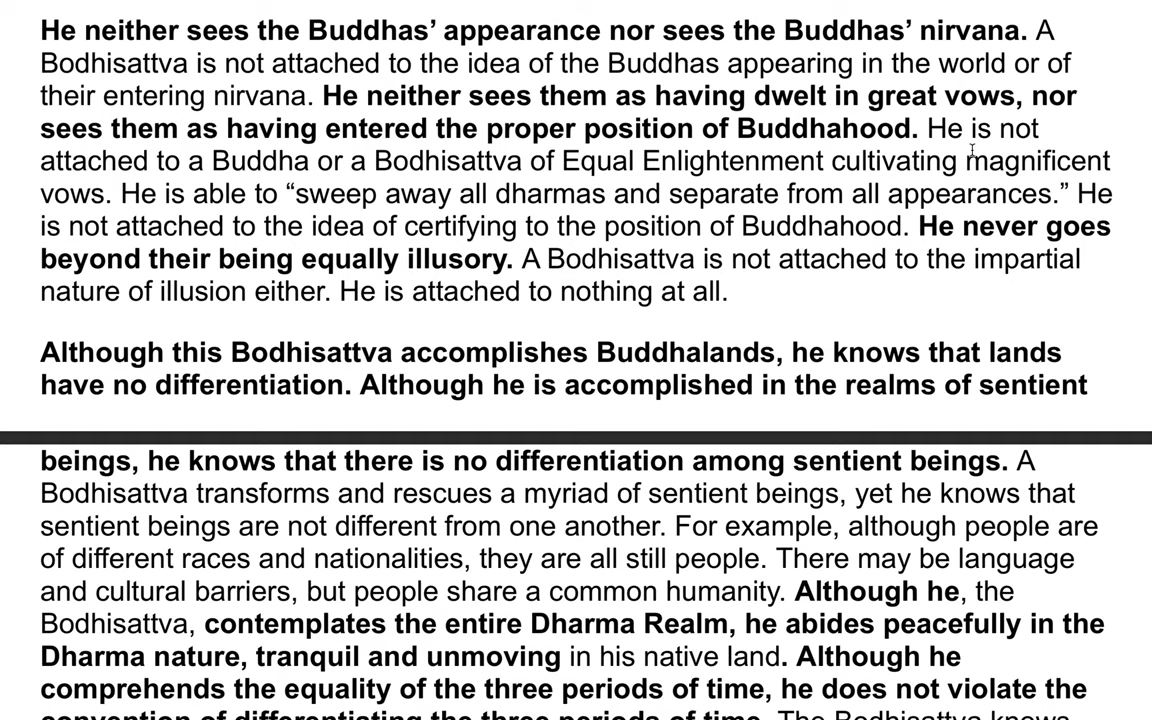 He neither sees the Buddhas’ appearance nor sees the Buddhas’ nirvana. A
Bodhisattva is not attached to the idea of the Buddhas appearing in the world or of
their entering nirvana. He neither sees them as having dwelt in great vows, nor
sees them as having entered the proper position of Buddhahood. He is not
attached to a Buddha or a Bodhisattva of Equal Enlightenment cultivating magnificent
vows. He is able to “sweep away all dharmas and separate from all appearances.” He
is not attached to the idea of certifying to the position of Buddhahood. He never goes
beyond their being equally illusory. A Bodhisattva is not attached to the impartial
nature of illusion either. He is attached to nothing at all.
Although this Bodhisattva accomplishes Buddhalands, he knows that lands
have no differentiation. Although he is accomplished in the realms of sentient
beings, he knows that there is no differentiation among sentient beings. A
Bodhisattva transforms and rescues a myriad of sentient beings, yet he knows that
sentient beings are not different from one another. For example, although people are
of different races and nationalities, they are all still people. There may be language
and cultural barriers, but people share a common humanity. Although he, the
Bodhisattva, contemplates the entire Dharma Realm, he abides peacefully in the
Dharma nature, tranquil and unmoving in his native land. Although he
comprehends the equality of the three periods of time, he does not violate the
convention of differentiating the three periods of time. The Bodhisattva knows